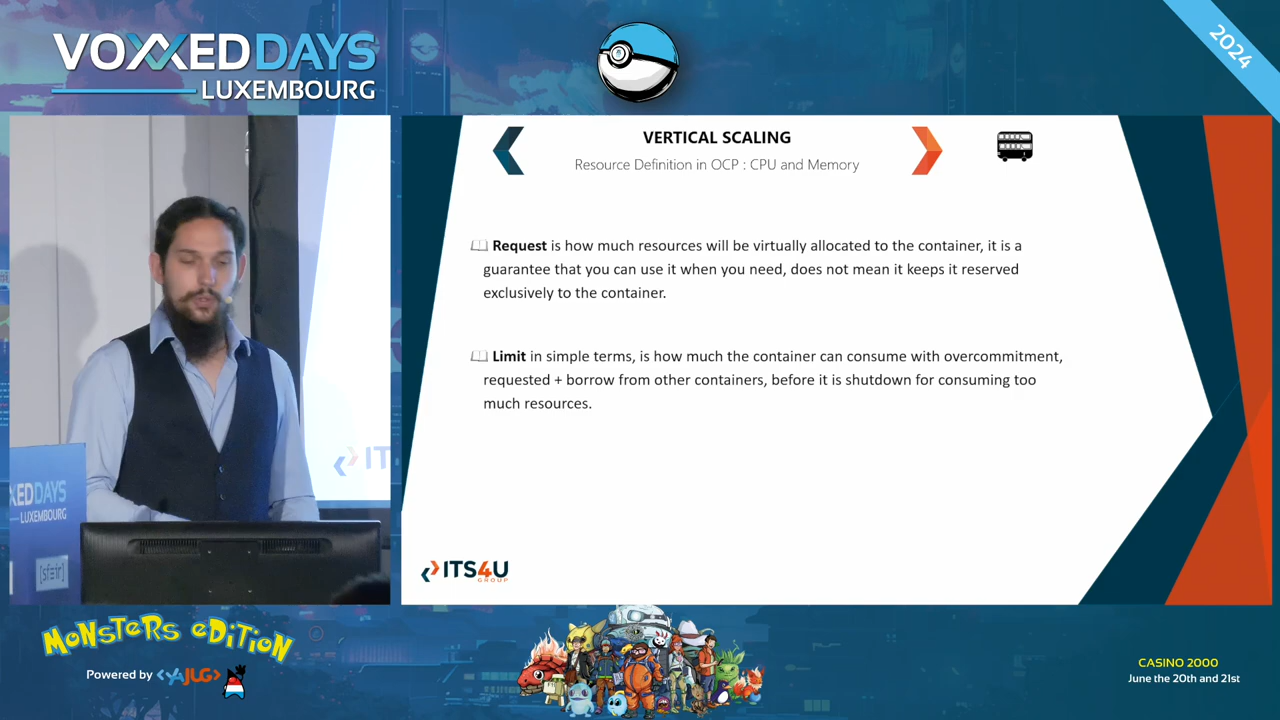 VOXXEDDAYS
LUXEMBOURG
2024
VERTICAL SCALING
Resource Definition in OCP : CPU and Memory
Request is how much resources will be virtually allocated to the container, it is a
guarantee that you can use it when you need, does not mean it keeps it reserved
exclusively to the container.
Limit in simple terms, is how much the container can consume with overcommitment,
requested + borrow from other containers, before it is shutdown for consuming too
much resources.
ITS4U
GROUP
IT
XEDDAYS
LUXEMBOURG
[sfeir]
MONSTERS EDITION
Powered by <YAJUG>
CASINO 2000
June the 20th and 21st